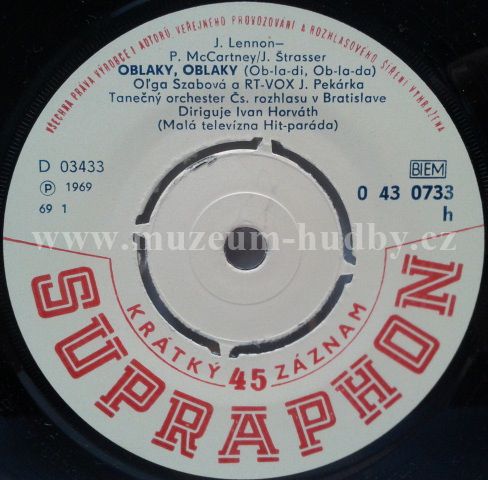 VŠECHNA PRÁVA VÝROBCE I AUTORŮ VEŘEJNÉHO PROVOZOVÁNÍ A ROZHLASOVÉHO ŠÍŘENÍ VYHRAŽENA
J. Lennon–
P. McCartney/J. Štrasser
OBLAKY, OBLAKY (Ob-la-di, Ob-la-da)
Oľga Szabová a RT-VOX J. Pekárka
Tanečný orchester Čs. rozhlasu v Bratislave
Diriguje Ivan Horváth
(Malá televízna Hit-paráda)
D 03433
Ⓟ 1969
69 1
BIEM
0 43 0733
h
www.muzeum-hudby.cz
KRÁTKÝ 45 ZÁZNAM
SUPRAPHON